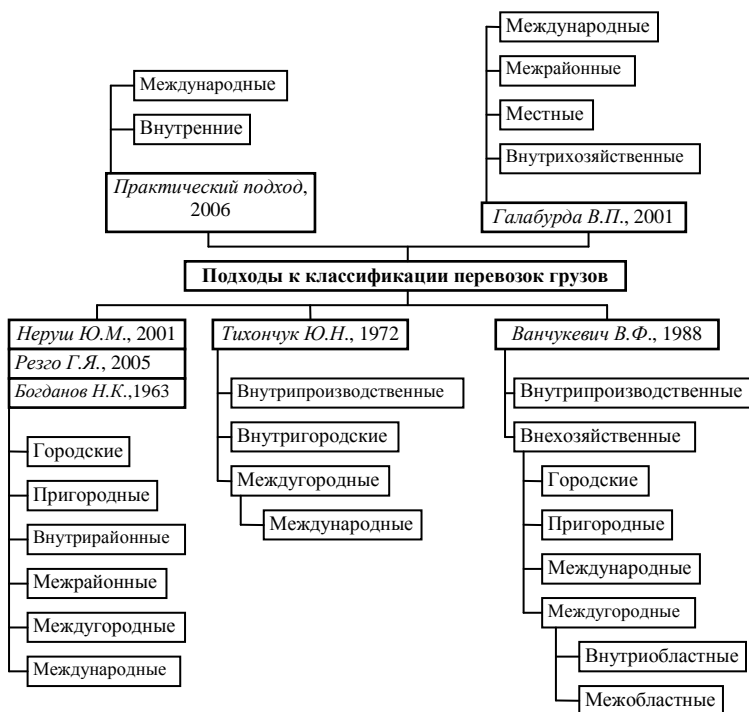 Международные
Внутренние
Практический подход,
2006
Международные
Межрайонные
Местные
Внутрихозяйственные
Галабурда В.П., 2001
Подходы к классификации перевозок грузов
Неруш Ю.М., 2001
Резго Г.Я., 2005
Богданов Н.К.,1963
Городские
Пригородные
Внутрирайонные
Межрайонные
Междугородные
Международные
Тихончук Ю.Н., 1972
Внутрипроизводственные
Внутригородские
Междугородные
Международные
Ванчукевич В.Ф., 1988
Внутрипроизводственные
Внехозяйственные
Городские
Пригородные
Международные
Междугородные
Внутриобластные
Межобластные